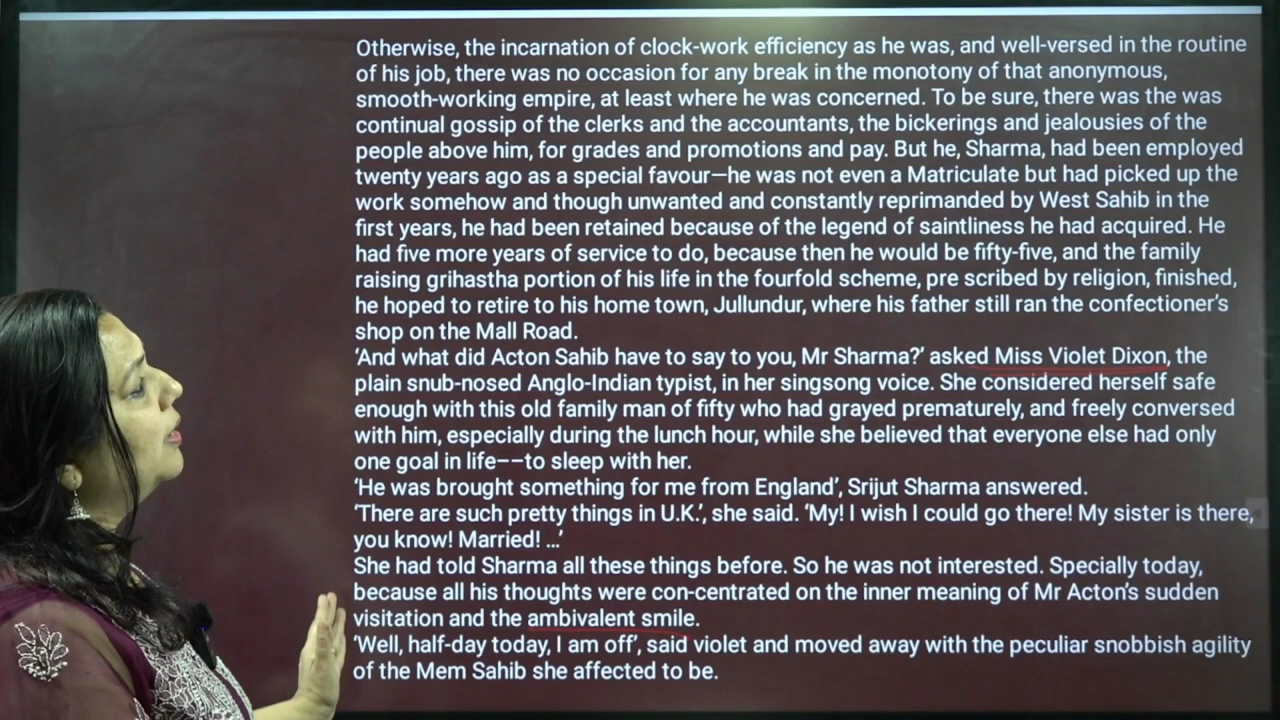 Otherwise, the incarnation of clock-work efficiency as he was, and well-versed in the routine
of his job, there was no occasion for any break in the monotony of that anonymous,
smooth-working empire, at least where he was concerned. To be sure, there was the was
continual gossip of the clerks and the accountants, the bickerings and jealousies of the
people above him, for grades and promotions and pay. But he, Sharma, had been employed
twenty years ago as a special favour—he was not even a Matriculate but had picked up the
work somehow and though unwanted and constantly reprimanded by West Sahib in the
first years, he had been retained because of the legend of saintliness he had acquired. He
had five more years of service to do, because then he would be fifty-five, and the family
raising grihastha portion of his life in the fourfold scheme, pre scribed by religion, finished,
he hoped to retire to his home town, Jullundur, where his father still ran the confectioner's
shop on the Mall Road.
‘And what did Acton Sahib have to say to you, Mr Sharma?’ asked Miss Violet Dixon, the
plain snub-nosed Anglo-Indian typist, in her singsong voice. She considered herself safe
enough with this old family man of fifty who had grayed prematurely, and freely conversed
with him, especially during the lunch hour, while she believed that everyone else had only
one goal in life––to sleep with her.
‘He was brought something for me from England’, Srijut Sharma answered.
‘There are such pretty things in U.K.’, she said. ‘My! I wish I could go there! My sister is there,
you know! Married! ...’
She had told Sharma all these things before. So he was not interested. Specially today,
because all his thoughts were con-centrated on the inner meaning of Mr Acton's sudden
visitation and the ambivalent smile.
‘Well, half-day today, I am off’, said violet and moved away with the peculiar snobbish agility
of the Mem Sahib she affected to be.